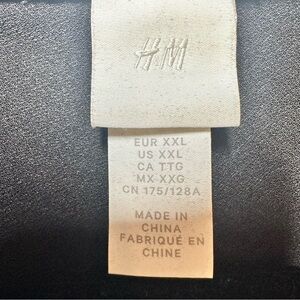 H&M
EUR XXL
US XXL
CA TTG
MX XXG
CN 175/128A
MADE IN
CHINA
FABRIQUÉ EN
CHINE